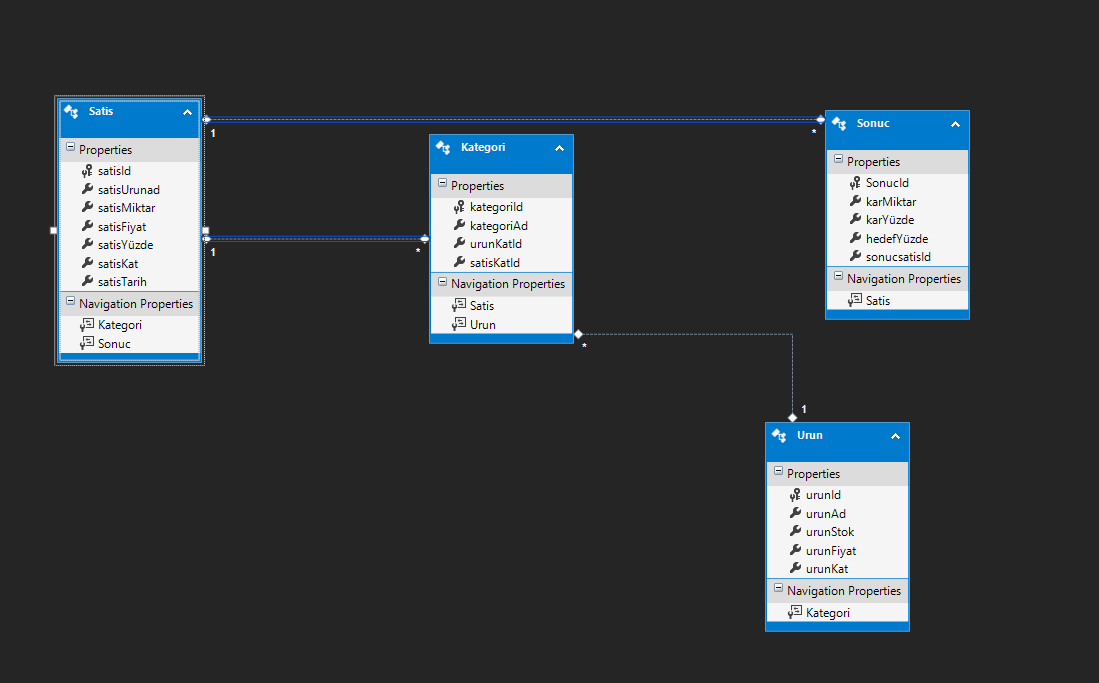 Satis
Properties
satisId
satisUrunad
satisMiktar
satisFiyat
satisYüzde
satisKat
satisTarih
Navigation Properties
Kategori
Sonuc
1
*
1
*
Kategori
Properties
kategoriId
kategoriAd
urunKatId
satisKatId
Navigation Properties
Satis
Urun
*
1
Sonuc
Properties
SonucId
karMiktar
karYüzde
hedefYüzde
sonucsatisId
Navigation Properties
Satis
Urun
Properties
urunId
urunAd
urunStok
urunFiyat
urunKat
Navigation Properties
Kategori